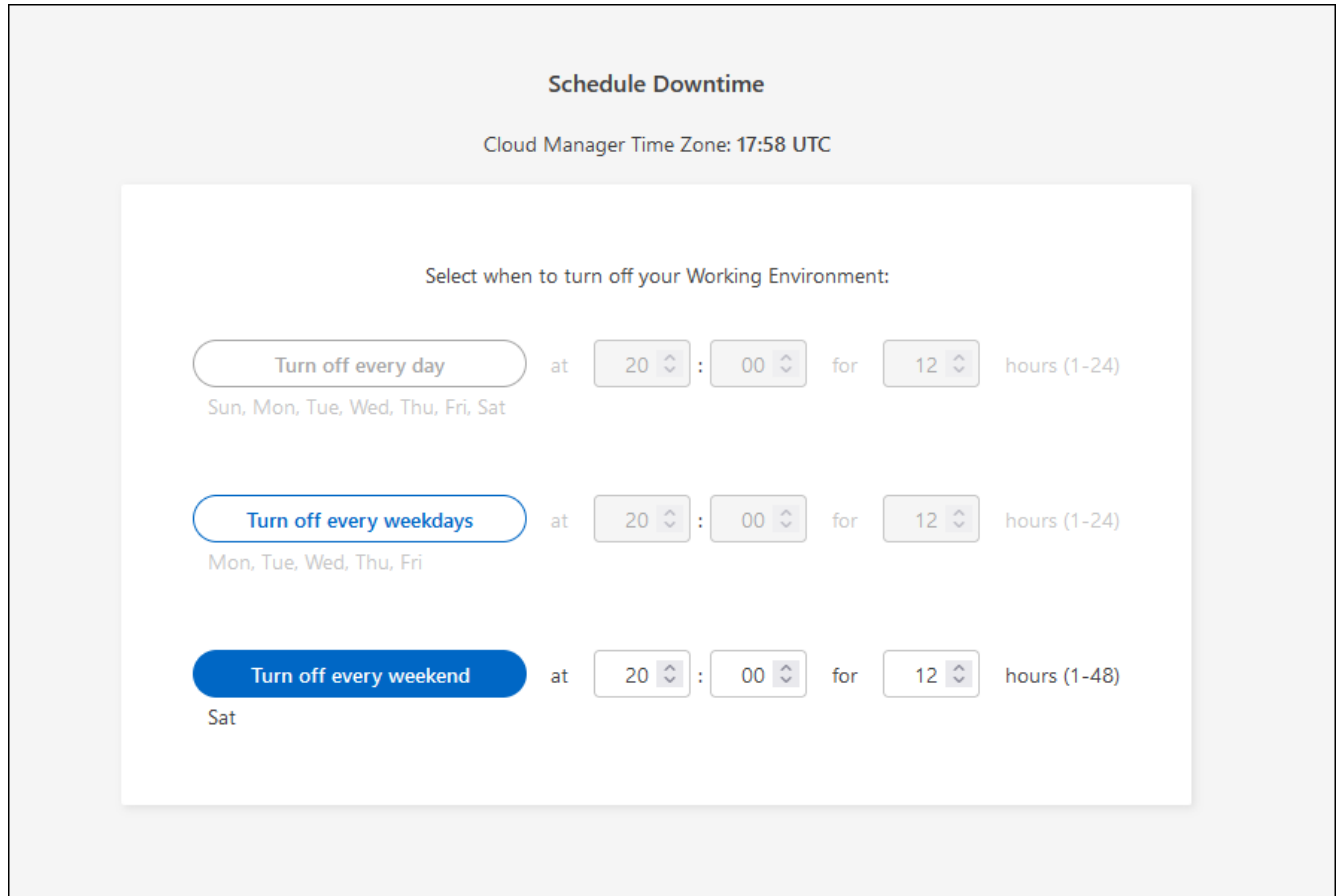 Schedule Downtime
Cloud Manager Time Zone: 17:58 UTC
Select when to turn off your Working Environment:
Turn off every day at 20 : 00 for 12 hours (1-24)
Sun, Mon, Tue, Wed, Thu, Fri, Sat
Turn off every weekdays at 20 : 00 for 12 hours (1-24)
Mon, Tue, Wed, Thu, Fri
Turn off every weekend at 20 : 00 for 12 hours (1-48)
Sat